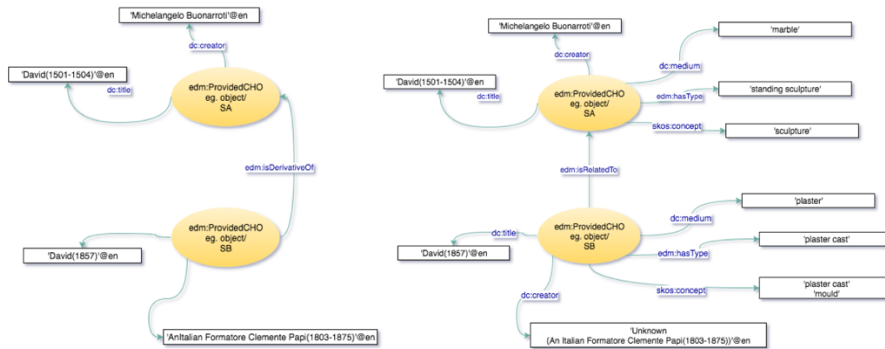 'Michelangelo Buonarroti'@en
dc:creator
'David(1501-1504)'@en
dc:title
edm:ProvidedCHO
eg. object/
SA
edm:isDerivativeOf
edm:ProvidedCHO
eg. object/
SB
'David(1857)'@en
'AnItalian Formatore Clemente Papi(1803-1875)@en
'Michelangelo Buonarroti'@en
dc:creator
'marble'
dc:medium
'David(1501-1504)'@en
dc:title
edm:ProvidedCHO
eg. object/
SA
edm:hasType
'standing sculpture'
skos:concept
'sculpture'
edm:isRelatedTo
'plaster'
dc:medium
dc:title
edm:ProvidedCHO
eg. object/
SB
'David(1857)'@en
edm:hasType
'plaster cast'
skos:concept
'plaster cast'
'mould'
dc:creator
'Unknown
(An Italian Formatore Clemente Papi(1803-1875))'@en